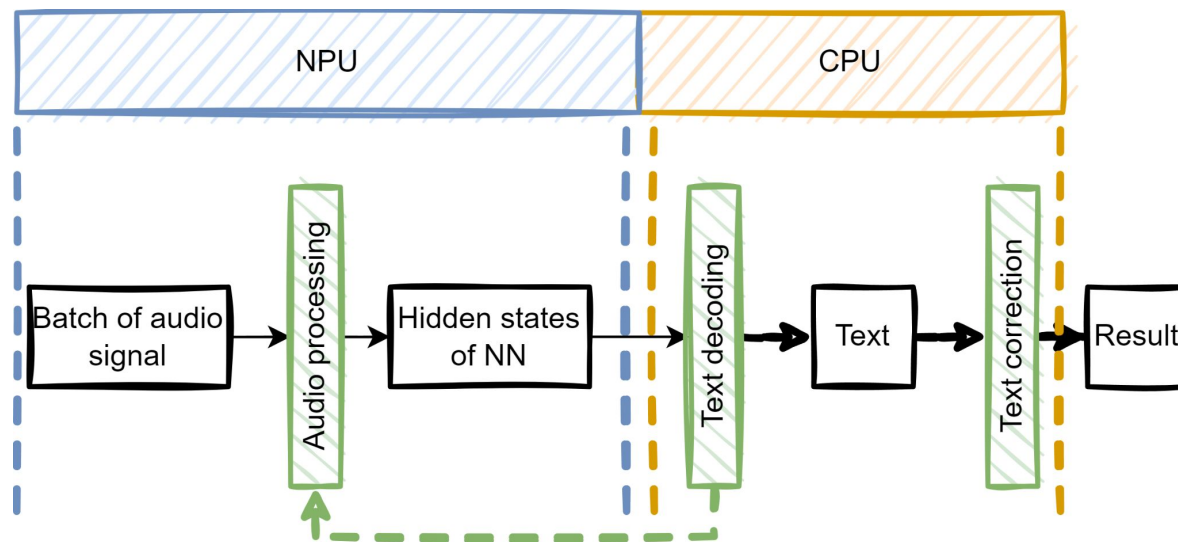 NPU
CPU
Batch of audio
signal
Audio processing
Hidden states
of NN
Text decoding
Text
Text correction
Result